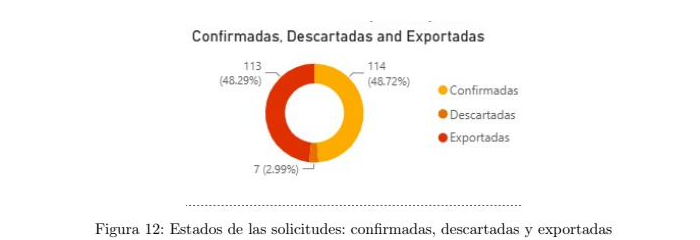 Confirmadas, Descartadas and Exportadas
113
(48.29%)
114
(48.72%)
Confirmadas
Descartadas
Exportadas
7 (2.99%)
Figura 12: Estados de las solicitudes: confirmadas, descartadas y exportadas